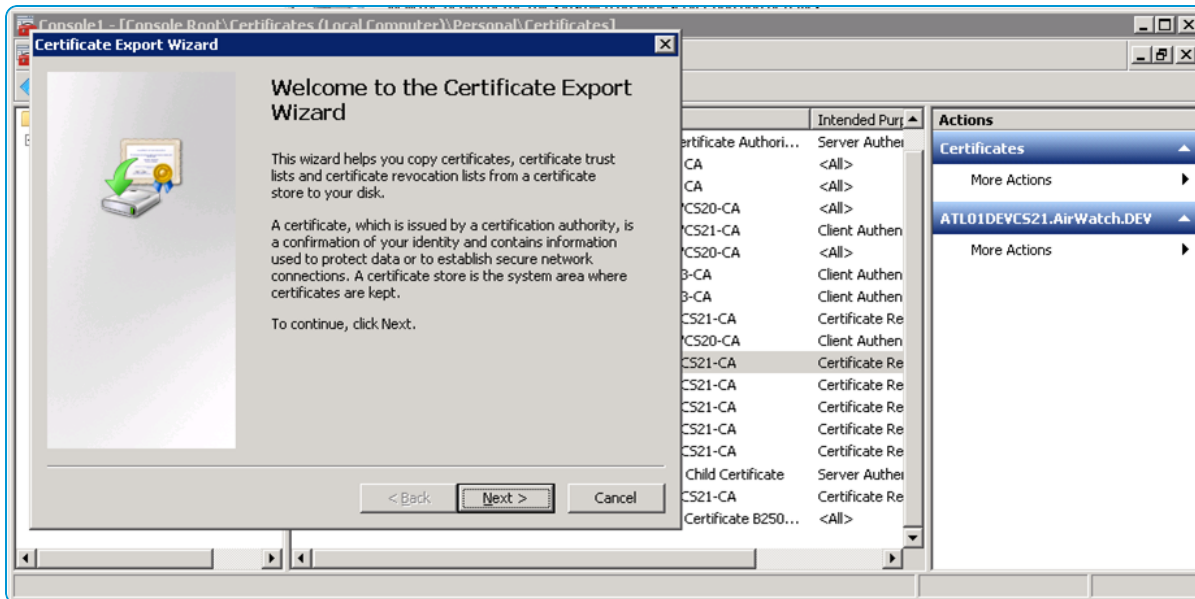 Console1 - [Console Root\Certificates (Local Computer)\Personal\Certificates]
Certificate Export Wizard
Welcome to the Certificate Export
Wizard
This wizard helps you copy certificates, certificate trust
lists and certificate revocation lists from a certificate
store to your disk.
A certificate, which is issued by a certification authority, is
a confirmation of your identity and contains information
used to protect data or to establish secure network
connections. A certificate store is the system area where
certificates are kept.
To continue, click Next.
< Back Next > Cancel
Intended Purp
ertificate Authori... Server Authen
CA <All>
CA <All>
CS20-CA <All>
CS21-CA Client Authen
CS20-CA <All>
3-CA Client Authen
3-CA Client Authen
CS21-CA Certificate Re
CS20-CA Client Authen
CS21-CA Certificate Re
CS21-CA Certificate Re
CS21-CA Certificate Re
CS21-CA Certificate Re
CS21-CA Certificate Re
Child Certificate Server Authen
CS21-CA Certificate Re
Certificate B250... <All>
Actions
Certificates
More Actions
ATL01DEVCS21.AirWatch.DEV
More Actions